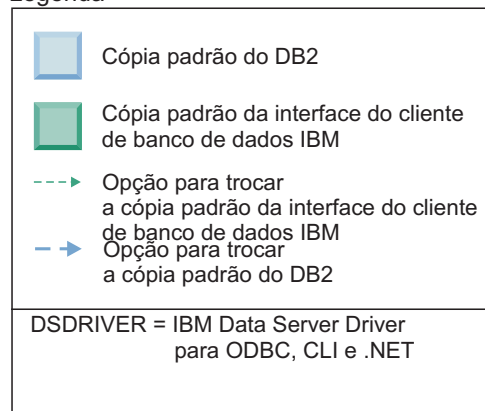 Legenda
Cópia padrão do DB2
Cópia padrão da interface do cliente
de banco de dados IBM
Opção para trocar
a cópia padrão da interface do cliente
de banco de dados IBM
Opção para trocar
a cópia padrão do DB2
DSDRIVER = IBM Data Server Driver
para ODBC, CLI e .NET